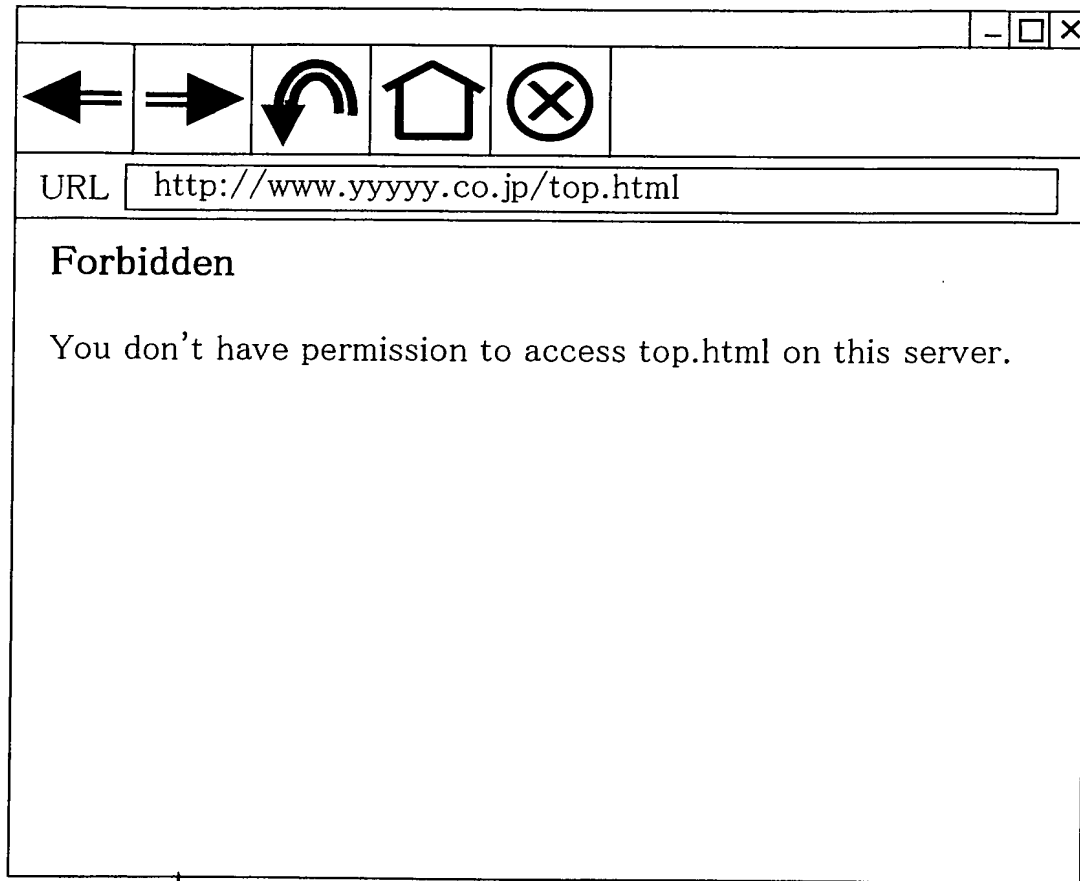 URL http://www.yyyyy.co.jp/top.html
Forbidden
You don't have permission to access top.html on this server.